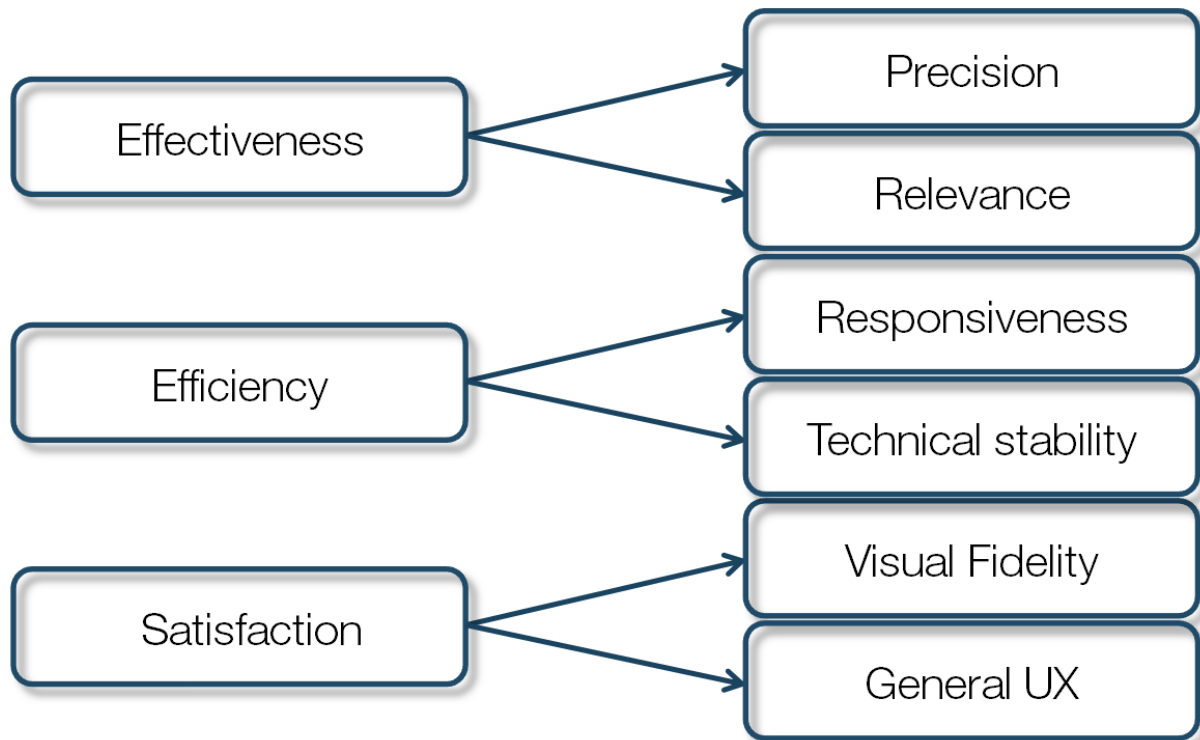 Effectiveness
Precision
Relevance
Efficiency
Responsiveness
Technical stability
Satisfaction
Visual Fidelity
General UX